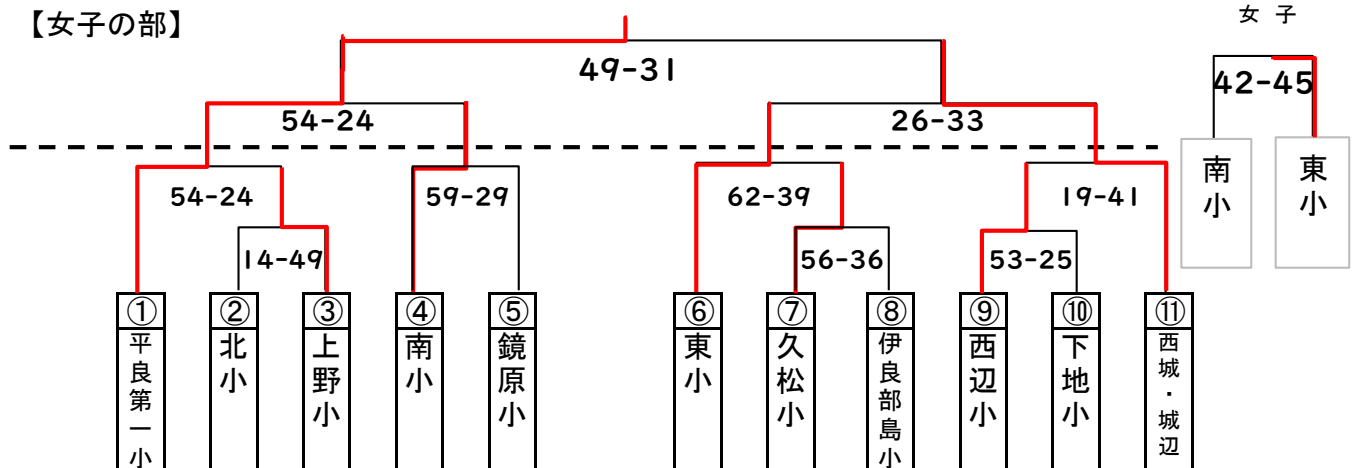 【女子の部】
女 子
49-31
42-45
54-24
26-33
南小
東小
54-24
59-29
62-39
19-41
14-49
56-36
53-25
①
②
③
④
⑤
⑥
⑦
⑧
⑨
⑩
⑪
平良第一小
北小
上野小
南小
鏡原小
東小
久松小
伊良部島小
西辺小
下地小
西城・城辺